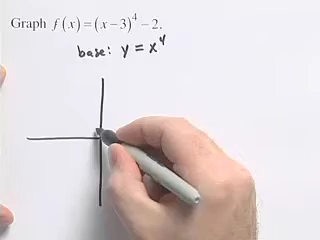 Graph f(x)=(x−3)⁴−2.
base: y = x⁴